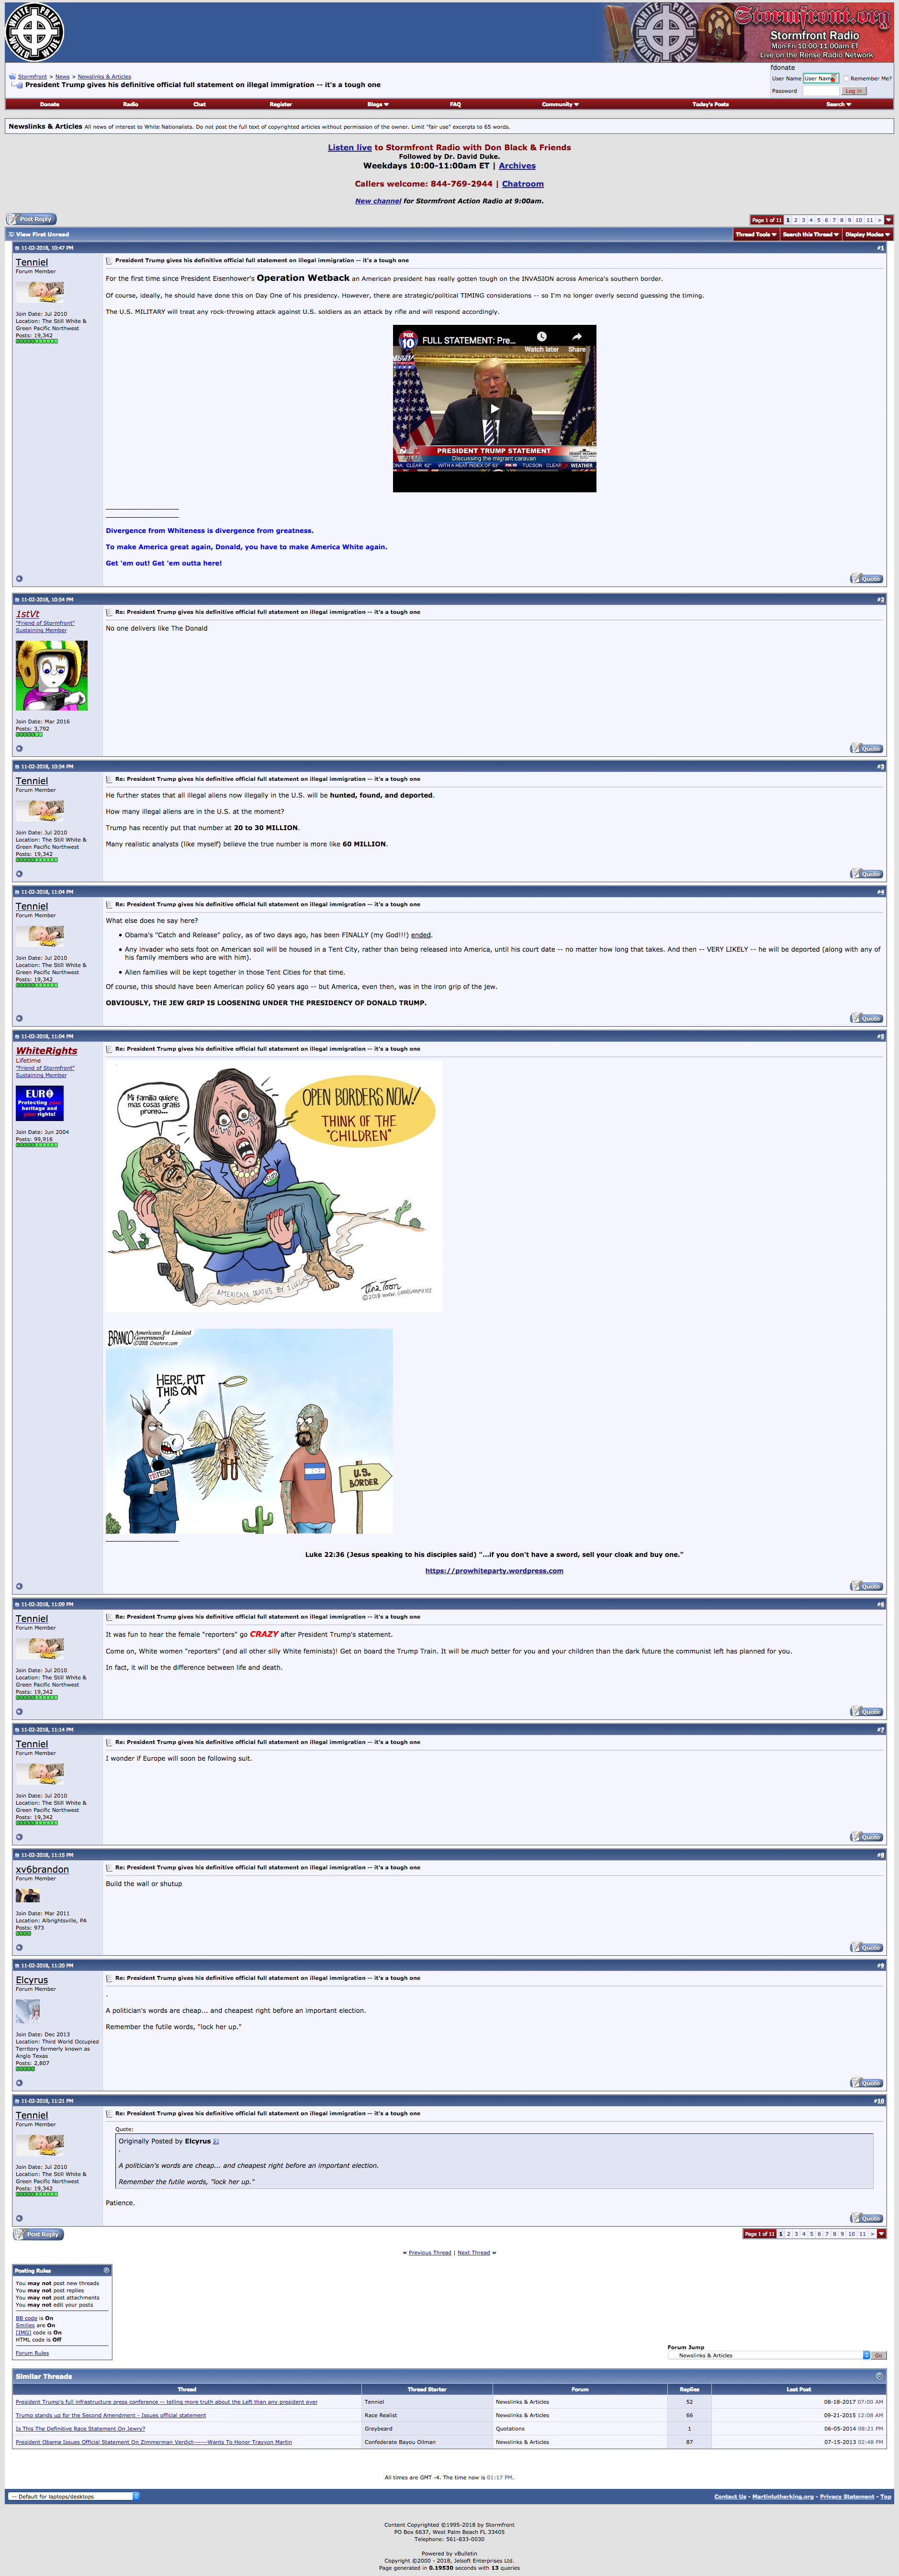 WHITE PRIDE WORLD WIDE
WHITE PRIDE
Stormfront.org
Stormfront Radio
Mon-Fri 10:00-11:00am ET
Live on the Rense Radio Network
Stormfront > News > Newslinks & Articles
President Trump gives his definitive official full statement on illegal immigration -- it's a tough one
fdonate
User Name User Name Remember Me?
Password Log in
Donate Radio Chat Register Blogs FAQ Community Today's Posts Search
Newslinks & Articles All news of interest to White Nationalists. Do not post the full text of copyrighted articles without permission of the owner. Limit "fair use" excerpts to 65 words.
Listen live to Stormfront Radio with Don Black & Friends
Followed by Dr. David Duke.
Weekdays 10:00-11:00am ET | Archives
Callers welcome: 844-769-2944 | Chatroom
New channel for Stormfront Action Radio at 9:00am.
Post Reply
Page 1 of 11 1 2 3 4 5 6 7 8 9 10 11 >
View First Unread Thread Tools Search this Thread Display Modes
11-02-2018, 10:47 PM #1
Tenniel
Forum Member
Join Date: Jul 2010
Location: The Still White &
Green Pacific Northwest
Posts: 19,342
President Trump gives his definitive official full statement on illegal immigration -- it's a tough one
For the first time since President Eisenhower's Operation Wetback an American president has really gotten tough on the INVASION across America's southern border.
Of course, ideally, he should have done this on Day One of his presidency. However, there are strategic/political TIMING considerations -- so I'm no longer overly second guessing the timing.
The U.S. MILITARY will treat any rock-throwing attack against U.S. soldiers as an attack by rifle and will respond accordingly.
FOX 10
FULL STATEMENT: Pre...
Watch later Share
PRESIDENT TRUMP STATEMENT
Discussing the migrant caravan
ONA: CLEAR 62° WITH A HEAT INDEX OF 63° FOX 10 TUCSON: CLEAR WEATHER
Divergence from Whiteness is divergence from greatness.
To make America great again, Donald, you have to make America White again.
Get 'em out! Get 'em outta here!
Quote
11-02-2018, 10:54 PM #2
1stVt
"Friend of Stormfront"
Sustaining Member
Join Date: Mar 2016
Posts: 3,792
Re: President Trump gives his definitive official full statement on illegal immigration -- it's a tough one
No one delivers like The Donald
Quote
11-02-2018, 10:54 PM #3
Tenniel
Forum Member
Join Date: Jul 2010
Location: The Still White &
Green Pacific Northwest
Posts: 19,342
Re: President Trump gives his definitive official full statement on illegal immigration -- it's a tough one
He further states that all illegal aliens now illegally in the U.S. will be hunted, found, and deported.
How many illegal aliens are in the U.S. at the moment?
Trump has recently put that number at 20 to 30 MILLION.
Many realistic analysts (like myself) believe the true number is more like 60 MILLION.
Quote
11-02-2018, 11:04 PM #4
Tenniel
Forum Member
Join Date: Jul 2010
Location: The Still White &
Green Pacific Northwest
Posts: 19,342
Re: President Trump gives his definitive official full statement on illegal immigration -- it's a tough one
What else does he say here?
• Obama's "Catch and Release" policy, as of two days ago, has been FINALLY (my God!!!) ended.
• Any invader who sets foot on American soil will be housed in a Tent City, rather than being released into America, until his court date -- no matter how long that takes. And then -- VERY LIKELY -- he will be deported (along with any of
his family members who are with him).
• Alien families will be kept together in those Tent Cities for that time.
Of course, this should have been American policy 60 years ago -- but America, even then, was in the iron grip of the jew.
OBVIOUSLY, THE JEW GRIP IS LOOSENING UNDER THE PRESIDENCY OF DONALD TRUMP.
Quote
11-02-2018, 11:04 PM #5
WhiteRights
Lifetime
"Friend of Stormfront"
Sustaining Member
EURO
Protecting your
heritage and
your rights!
Join Date: Jun 2004
Posts: 99,916
Re: President Trump gives his definitive official full statement on illegal immigration -- it's a tough one
Mi familia quiere
mas cosas gratis
pronto...
OPEN BORDERS NOW!
THINK OF THE
"CHILDREN"
AMERICAN DEATHS BY ILLEGALS
Tina Toon
©2018 www.GRRRGRAPHICS
BRANCO Americans for Limited
Government
©2018 Creators.com
HERE, PUT
THIS ON
MEDIA
U.S.
BORDER
Luke 22:36 (Jesus speaking to his disciples said) "...if you don't have a sword, sell your cloak and buy one."
https://prowhiteparty.wordpress.com
Quote
11-02-2018, 11:09 PM #6
Tenniel
Forum Member
Join Date: Jul 2010
Location: The Still White &
Green Pacific Northwest
Posts: 19,342
Re: President Trump gives his definitive official full statement on illegal immigration -- it's a tough one
It was fun to hear the female "reporters" go CRAZY after President Trump's statement.
Come on, White women "reporters" (and all other silly White feminists)! Get on board the Trump Train. It will be much better for you and your children than the dark future the communist left has planned for you.
In fact, it will be the difference between life and death.
Quote
11-02-2018, 11:14 PM #7
Tenniel
Forum Member
Join Date: Jul 2010
Location: The Still White &
Green Pacific Northwest
Posts: 19,342
Re: President Trump gives his definitive official full statement on illegal immigration -- it's a tough one
I wonder if Europe will soon be following suit.
Quote
11-02-2018, 11:15 PM #8
xv6brandon
Forum Member
Join Date: Mar 2011
Location: Albrightsville, PA
Posts: 973
Re: President Trump gives his definitive official full statement on illegal immigration -- it's a tough one
Build the wall or shutup
Quote
11-02-2018, 11:20 PM #9
Elcyrus
Forum Member
Join Date: Dec 2013
Location: Third World Occupied
Territory formerly known as
Anglo Texas
Posts: 2,807
Re: President Trump gives his definitive official full statement on illegal immigration -- it's a tough one
.
A politician's words are cheap... and cheapest right before an important election.
Remember the futile words, "lock her up."
Quote
11-02-2018, 11:21 PM #10
Tenniel
Forum Member
Join Date: Jul 2010
Location: The Still White &
Green Pacific Northwest
Posts: 19,342
Re: President Trump gives his definitive official full statement on illegal immigration -- it's a tough one
Quote:
Originally Posted by Elcyrus
.
A politician's words are cheap... and cheapest right before an important election.
Remember the futile words, "lock her up."
Patience.
Quote
Post Reply
Page 1 of 11 1 2 3 4 5 6 7 8 9 10 11 >
« Previous Thread | Next Thread »
Posting Rules
You may not post new threads
You may not post replies
You may not post attachments
You may not edit your posts
BB code is On
Smilies are On
[IMG] code is On
HTML code is Off
Forum Rules
Forum Jump
Newslinks & Articles Go
Similar Threads
Thread Thread Starter Forum Replies Last Post
President Trump's full infrastructure press conference -- telling more truth about the Left than any president ever Tenniel Newslinks & Articles 52 08-18-2017 07:00 AM
Trump stands up for the Second Amendment - Issues official statement Race Realist Newslinks & Articles 66 09-21-2015 12:08 AM
Is This The Definitive Race Statement On Jewry? Greybeard Quotations 1 06-05-2014 08:21 PM
President Obama Issues Official Statement On Zimmerman Verdict------Wants To Honor Trayvon Martin Confederate Bayou Oilman Newslinks & Articles 87 07-15-2013 02:48 PM
All times are GMT -4. The time now is 01:17 PM.
-- Default for laptops/desktops
Contact Us - Martinlutherking.org - Privacy Statement - Top
Content Copyrighted ©1995-2018 by Stormfront
PO Box 6637, West Palm Beach FL 33405
Telephone: 561-833-0030
Powered by vBulletin
Copyright ©2000 - 2018, Jelsoft Enterprises Ltd.
Page generated in 0.19530 seconds with 13 queries